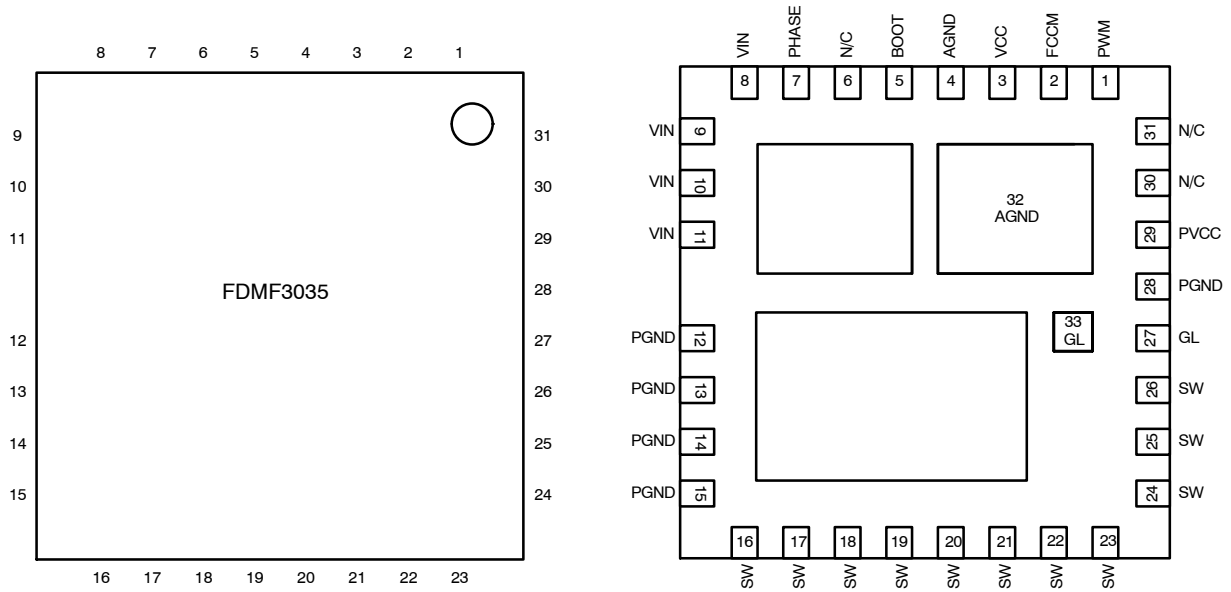 8 7 6 5 4 3 2 1
9
10
11
12
13
14
15
FDMF3035
31
30
29
28
27
26
25
24
16 17 18 19 20 21 22 23
VIN PHASE N/C BOOT AGND VCC FCCM PWM
8 7 6 5 4 3 2 1
VIN 9
VIN 10
VIN 11
PGND 12
PGND 13
PGND 14
PGND 15
32
AGND
33
GL
31 N/C
30 N/C
29 PVCC
28 PGND
27 GL
26 SW
25 SW
24 SW
16 17 18 19 20 21 22 23
SW SW SW SW SW SW SW SW